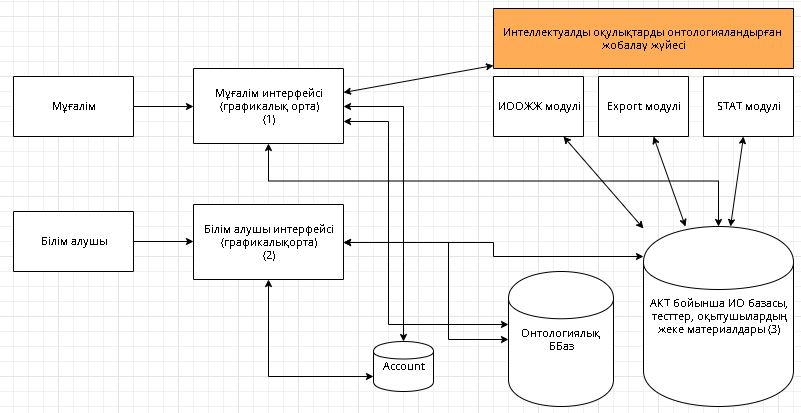 Интеллектуалды оқулықтарды онтологияландырған
жобалау жүйесі
Мұғалім
Мұғалім интерфейсі
(графикалық орта)
(1)
ИООЖЖ модулі
Export модулі
STAT модулі
Білім алушы
Білім алушы интерфейсі
(графикалықорта)
(2)
АКТ бойынша ИО базасы,
тесттер, оқытушылардың
жеке материалдары (3)
Онтологиялық
ББаз
Account